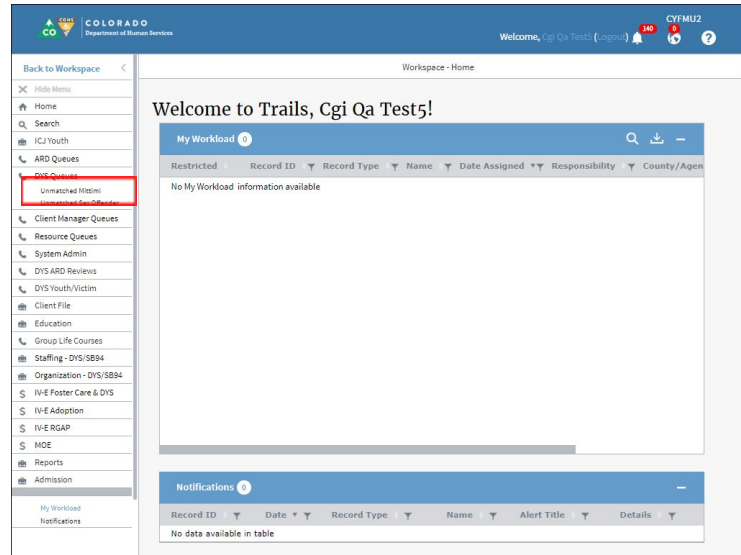 CDHS
CO
COLORADO
Department of Human Services
CYFMU2
Welcome, Cgi Qa Test5 (Logout)
140
0
?
Back to Workspace <
Workspace - Home
Hide Menu
Home
Search
ICJ Youth
ARD Queues
DYS Queues
Unmatched Mittimi
Unmatched Sex Offender
Client Manager Queues
Resource Queues
System Admin
DYS ARD Reviews
DYS Youth/Victim
Client File
Education
Group Life Courses
Staffing - DYS/SB94
Organization - DYS/SB94
IV-E Foster Care & DYS
IV-E Adoption
IV-E RGAP
MOE
Reports
Admission
My Workload
Notifications
Welcome to Trails, Cgi Qa Test5!
My Workload 0
Restricted Record ID Record Type Name Date Assigned Responsibility County/Agen
No My Workload information available
Notifications 0
Record ID Date Record Type Name Alert Title Details
No data available in table